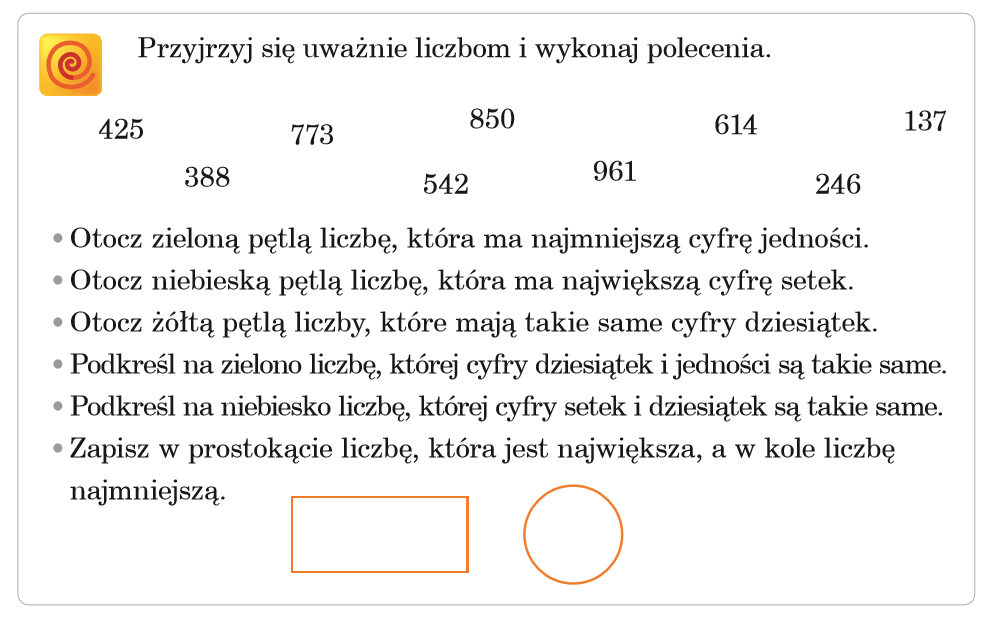 Przyjrzyj się uważnie liczbom i wykonaj polecenia.
425 773 850 614 137
388 542 961 246
• Otocz zieloną pętlą liczbę, która ma najmniejszą cyfrę jedności.
• Otocz niebieską pętlą liczbę, która ma największą cyfrę setek.
• Otocz żółtą pętlą liczby, które mają takie same cyfry dziesiątek.
• Podkreśl na zielono liczbę, której cyfry dziesiątek i jedności są takie same.
• Podkreśl na niebiesko liczbę, której cyfry setek i dziesiątek są takie same.
• Zapisz w prostokącie liczbę, która jest największa, a w kole liczbę
najmniejszą.